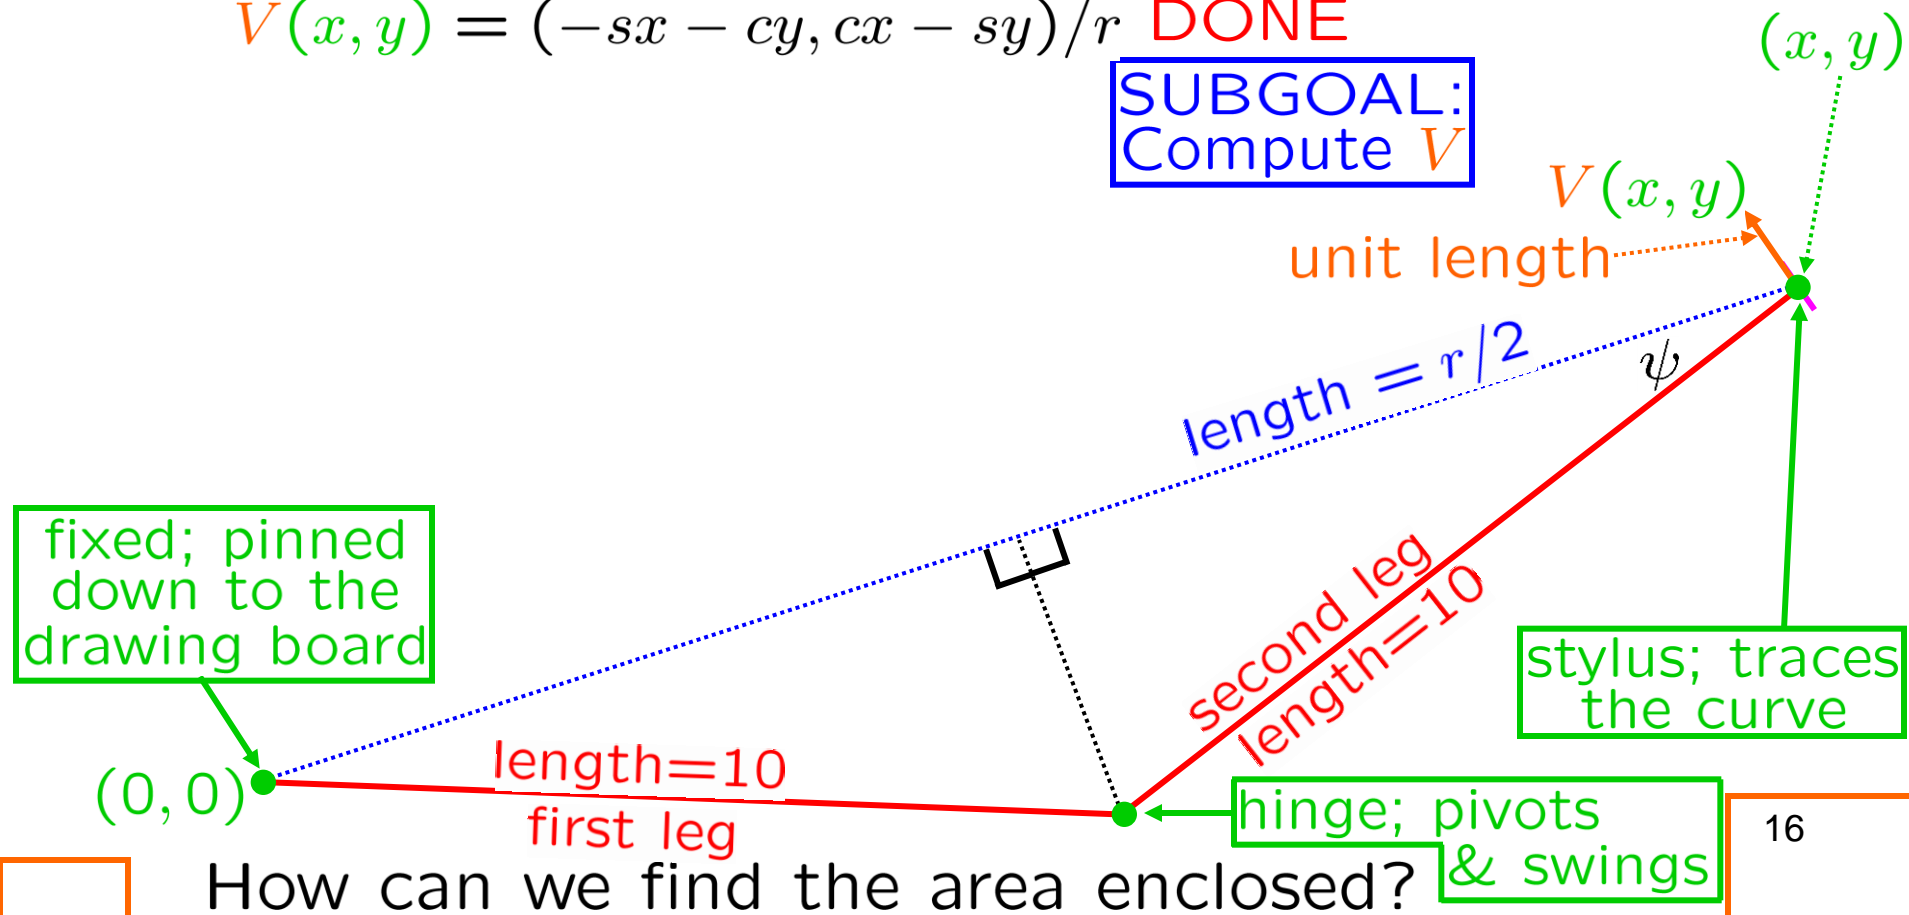 V(x, y) = (−sx − cy, cx − sy)/r DONE
(x, y)
SUBGOAL:
Compute V
V(x, y)
unit length
length = r/2
ψ
fixed; pinned
down to the
drawing board
second leg
length=10
stylus; traces
the curve
(0, 0)
length=10
first leg
hinge; pivots
& swings
16
How can we find the area enclosed?